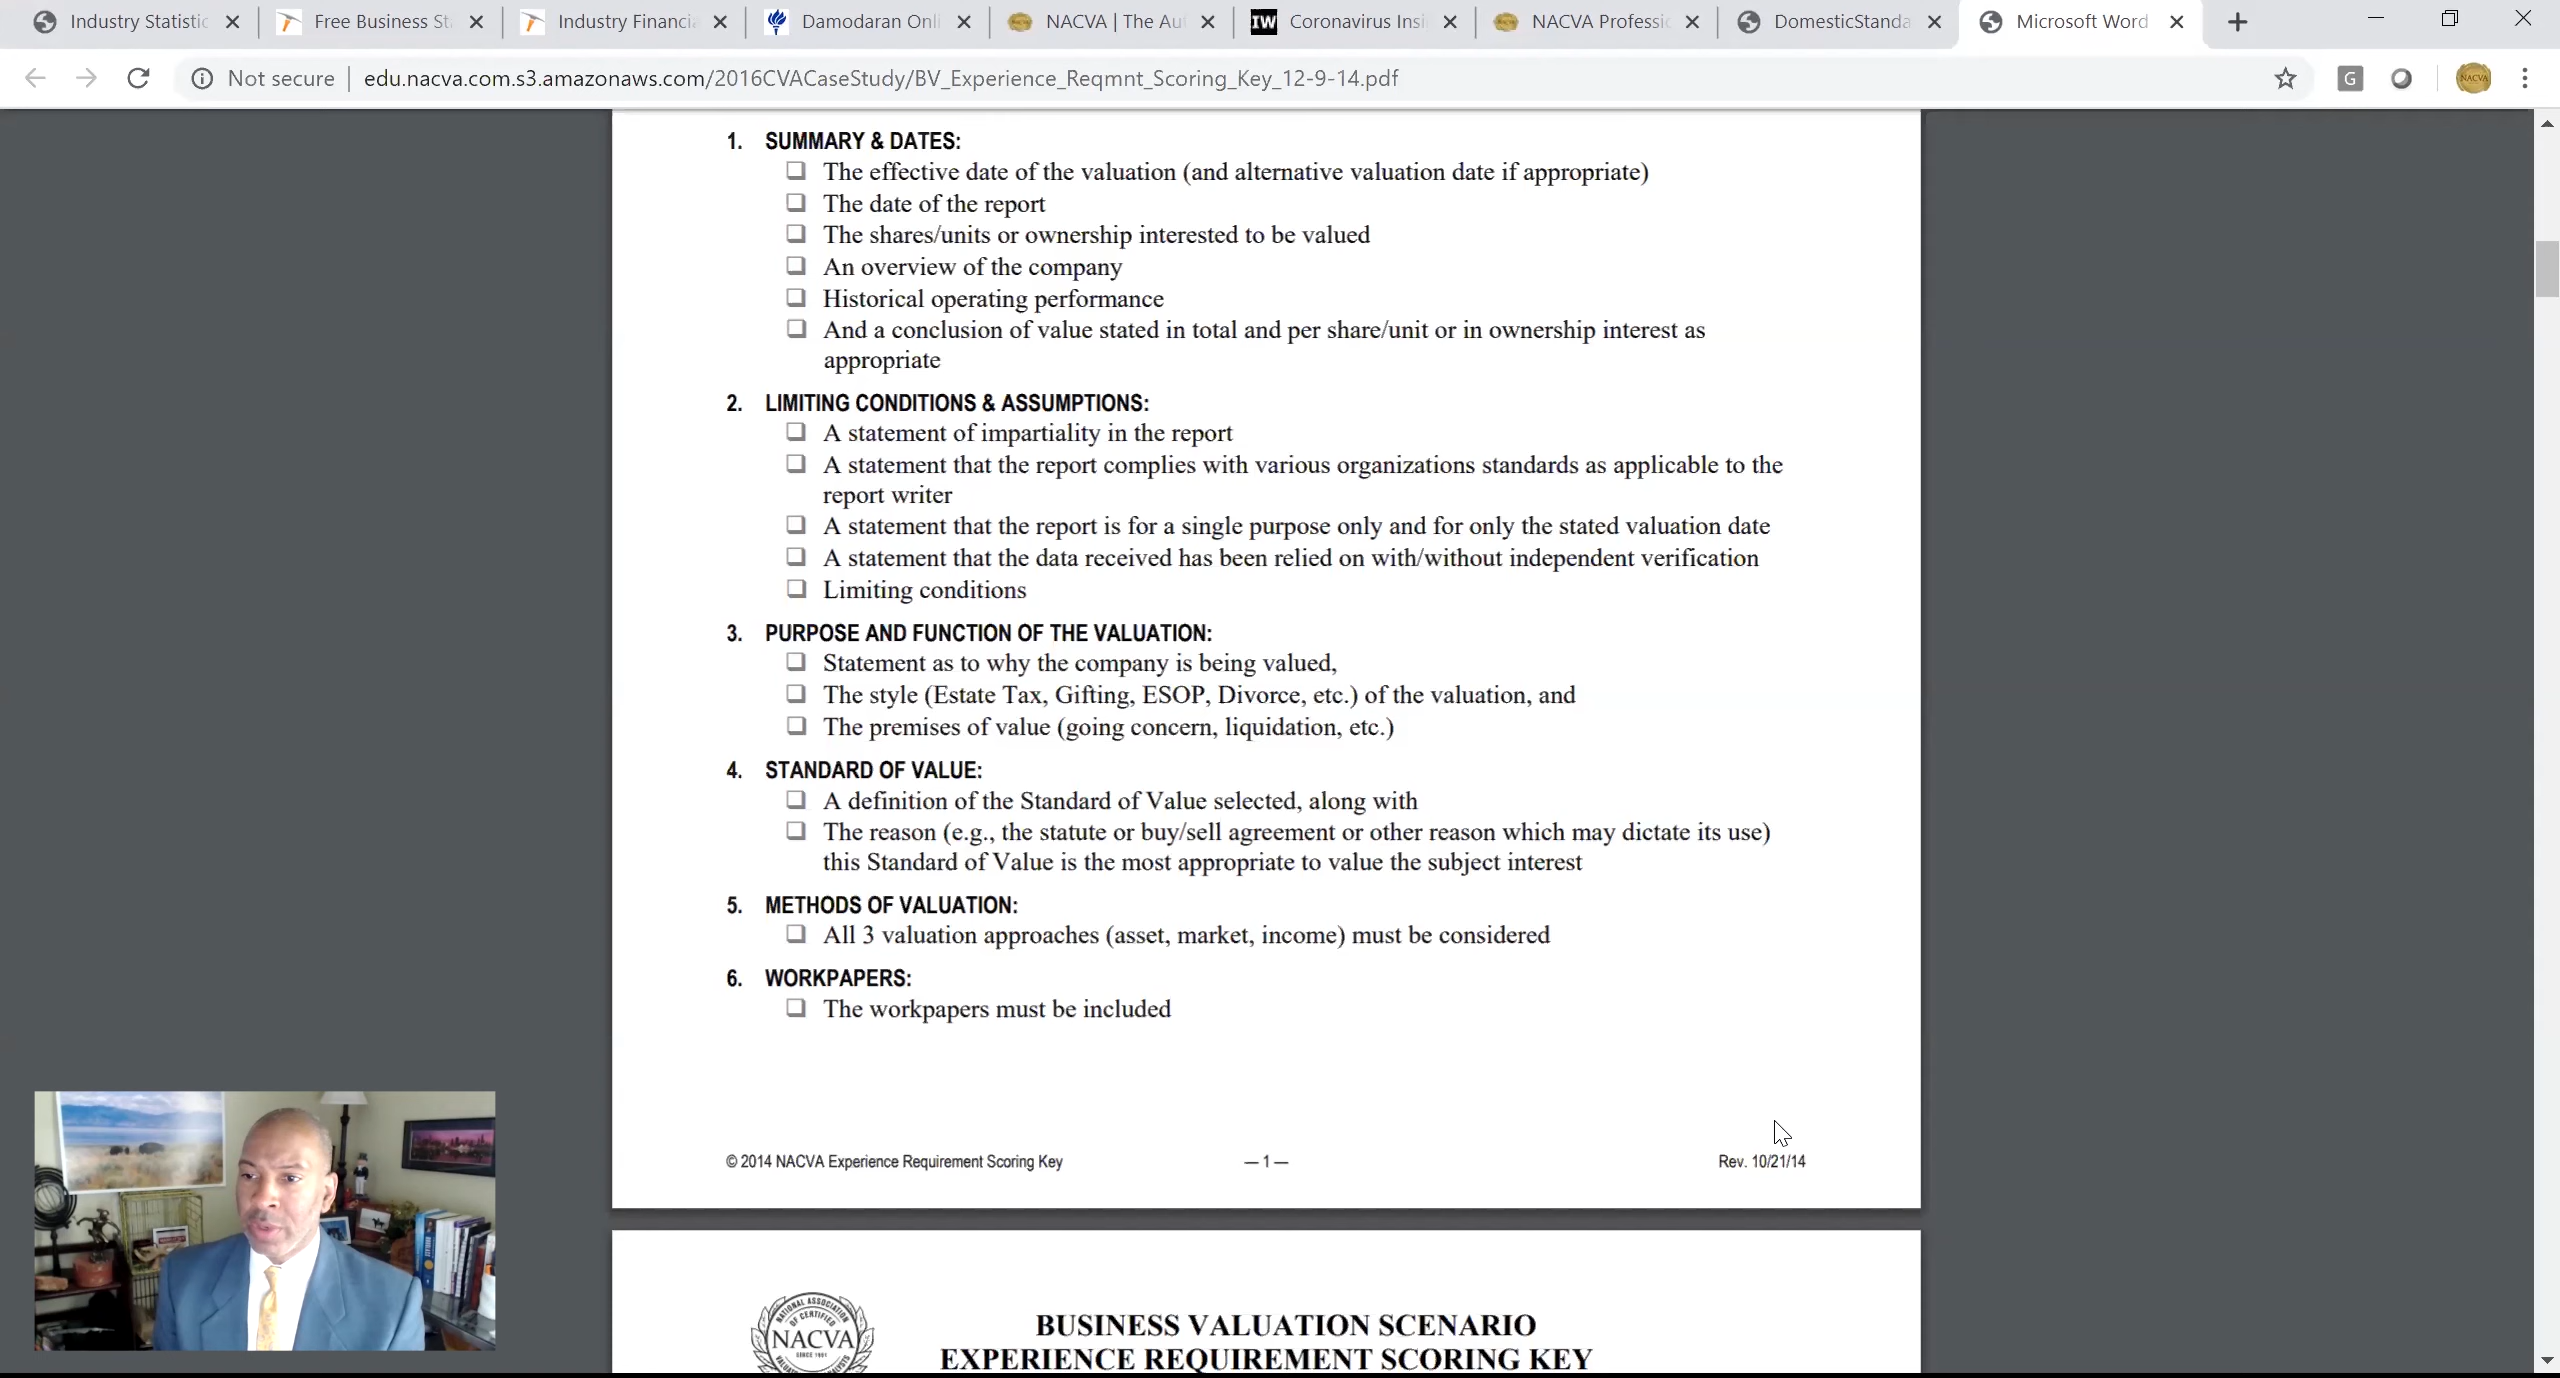 Industry Statistic
Free Business St
Industry Financia
Damodaran Onli
NACVA | The Aut
IW Coronavirus Insi
NACVA Professio
DomesticStanda
Microsoft Word
Not secure | edu.nacva.com.s3.amazonaws.com/2016CVACaseStudy/BV_Experience_Reqmnt_Scoring_Key_12-9-14.pdf
G
NACVA
1. SUMMARY & DATES:
The effective date of the valuation (and alternative valuation date if appropriate)
The date of the report
The shares/units or ownership interested to be valued
An overview of the company
Historical operating performance
And a conclusion of value stated in total and per share/unit or in ownership interest as
appropriate
2. LIMITING CONDITIONS & ASSUMPTIONS:
A statement of impartiality in the report
A statement that the report complies with various organizations standards as applicable to the
report writer
A statement that the report is for a single purpose only and for only the stated valuation date
A statement that the data received has been relied on with/without independent verification
Limiting conditions
3. PURPOSE AND FUNCTION OF THE VALUATION:
Statement as to why the company is being valued,
The style (Estate Tax, Gifting, ESOP, Divorce, etc.) of the valuation, and
The premises of value (going concern, liquidation, etc.)
4. STANDARD OF VALUE:
A definition of the Standard of Value selected, along with
The reason (e.g., the statute or buy/sell agreement or other reason which may dictate its use)
this Standard of Value is the most appropriate to value the subject interest
5. METHODS OF VALUATION:
All 3 valuation approaches (asset, market, income) must be considered
6. WORKPAPERS:
The workpapers must be included
© 2014 NACVA Experience Requirement Scoring Key
— 1 —
Rev. 10/21/14
NATIONAL ASSOCIATION
OF CERTIFIED
NACVA
SINCE 1991
BUSINESS VALUATION SCENARIO
EXPERIENCE REQUIREMENT SCORING KEY